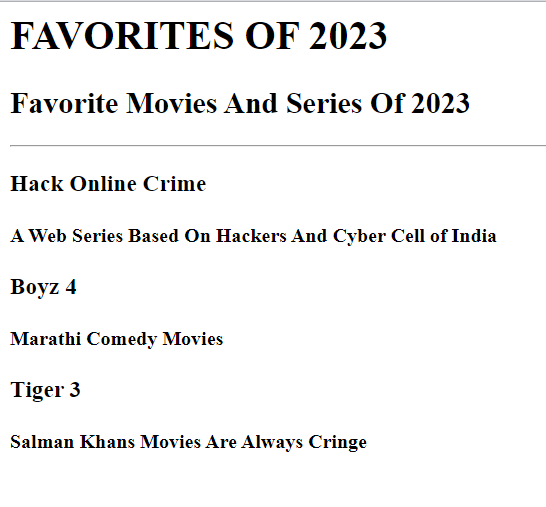 FAVORITES OF 2023
Favorite Movies And Series Of 2023
Hack Online Crime
A Web Series Based On Hackers And Cyber Cell of India
Boyz 4
Marathi Comedy Movies
Tiger 3
Salman Khans Movies Are Always Cringe